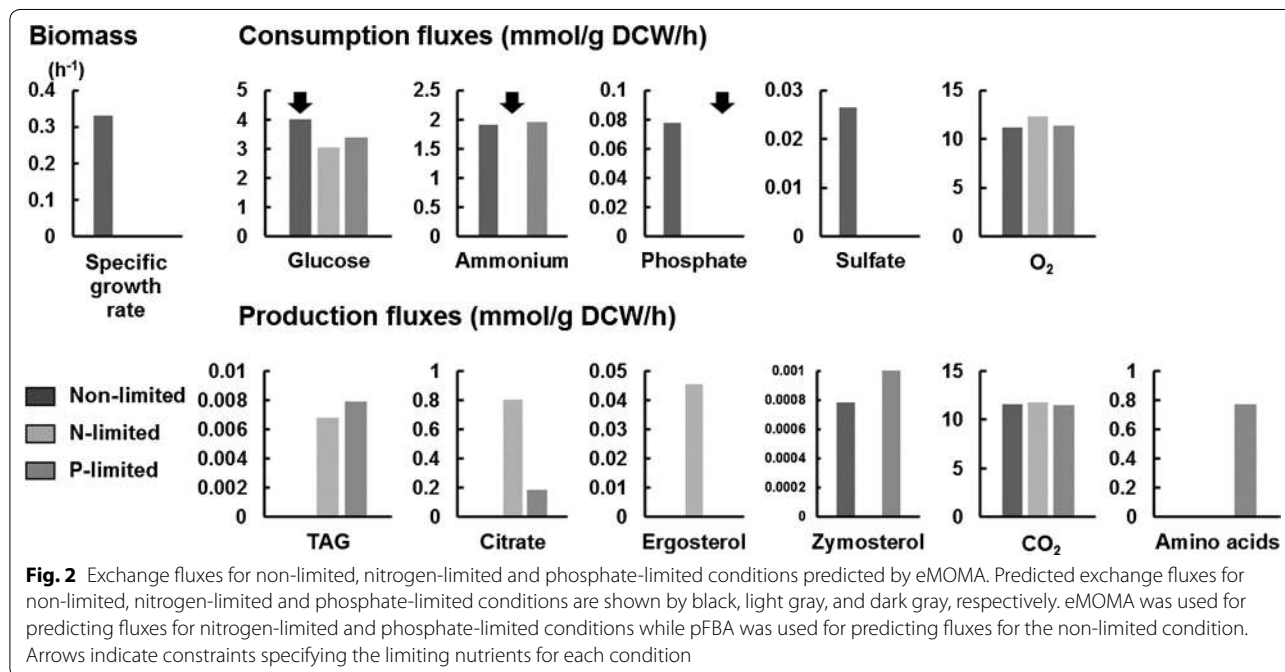 Biomass
Consumption fluxes (mmol/g DCW/h)
(h⁻¹)
0.4
0.3
0.2
0.1
0
Specific
growth
rate
5
4
3
2
1
0
Glucose
2.5
2
1.5
1
0.5
0
Ammonium
0.1
0.08
0.06
0.04
0.02
0
Phosphate
0.03
0.02
0.01
0
Sulfate
15
10
5
0
O₂
Production fluxes (mmol/g DCW/h)
Non-limited
N-limited
P-limited
0.01
0.008
0.006
0.004
0.002
0
TAG
1
0.8
0.6
0.4
0.2
0
Citrate
0.05
0.04
0.03
0.02
0.01
0
Ergosterol
0.001
0.0008
0.0006
0.0004
0.0002
0
Zymosterol
15
10
5
0
CO₂
1
0.8
0.6
0.4
0.2
0
Amino acids
Fig. 2 Exchange fluxes for non-limited, nitrogen-limited and phosphate-limited conditions predicted by eMOMA. Predicted exchange fluxes for
non-limited, nitrogen-limited and phosphate-limited conditions are shown by black, light gray, and dark gray, respectively. eMOMA was used for
predicting fluxes for nitrogen-limited and phosphate-limited conditions while pFBA was used for predicting fluxes for the non-limited condition.
Arrows indicate constraints specifying the limiting nutrients for each condition